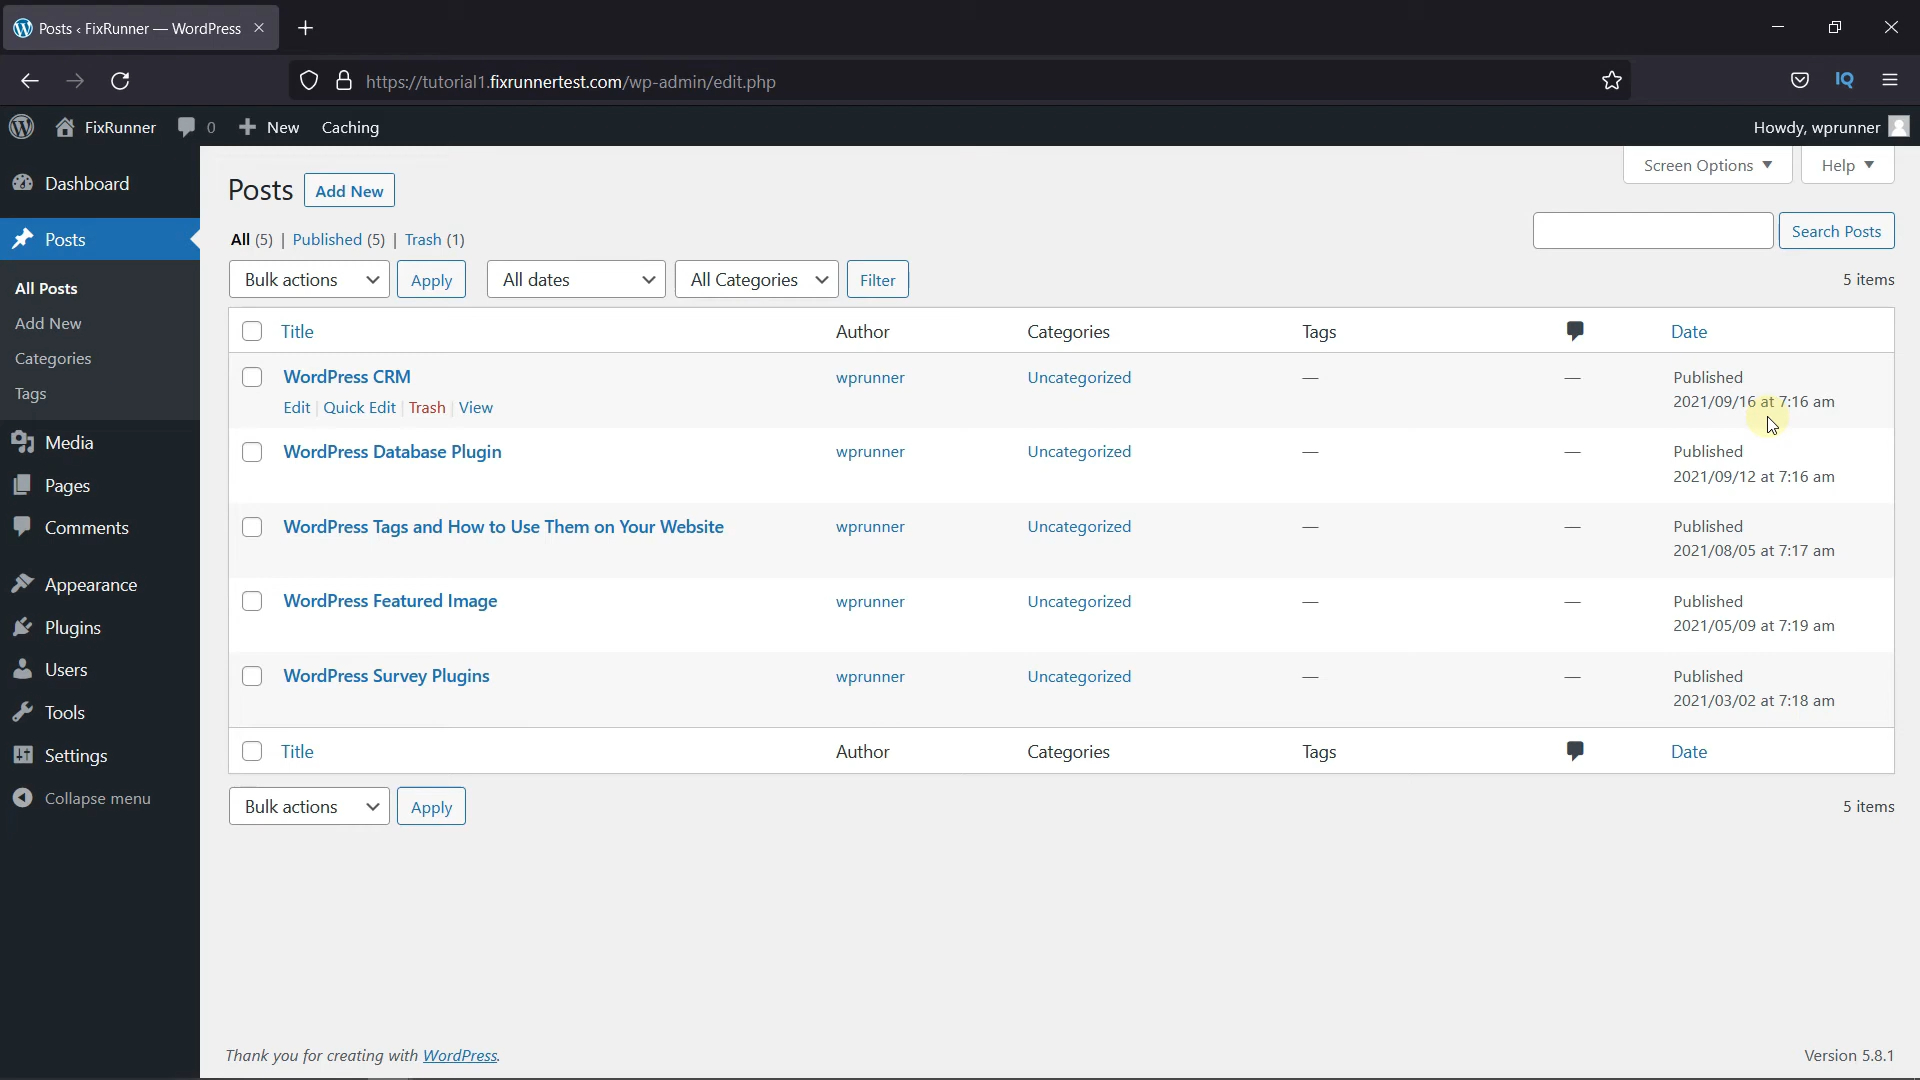 Posts ‹ FixRunner — WordPress
https://tutorial1.fixrunnertest.com/wp-admin/edit.php
IQ
FixRunner 0 New Caching Howdy, wprunner
Screen Options Help
Dashboard
Posts
All Posts
Add New
Categories
Tags
Media
Pages
Comments
Appearance
Plugins
Users
Tools
Settings
Collapse menu
Posts Add New
All (5) | Published (5) | Trash (1)
Search Posts
Bulk actions Apply All dates All Categories Filter 5 items
Title Author Categories Tags Date
WordPress CRM wprunner Uncategorized — — Published
Edit | Quick Edit | Trash | View 2021/09/16 at 7:16 am
WordPress Database Plugin wprunner Uncategorized — — Published
2021/09/12 at 7:16 am
WordPress Tags and How to Use Them on Your Website wprunner Uncategorized — — Published
2021/08/05 at 7:17 am
WordPress Featured Image wprunner Uncategorized — — Published
2021/05/09 at 7:19 am
WordPress Survey Plugins wprunner Uncategorized — — Published
2021/03/02 at 7:18 am
Title Author Categories Tags Date
Bulk actions Apply 5 items
Thank you for creating with WordPress. Version 5.8.1